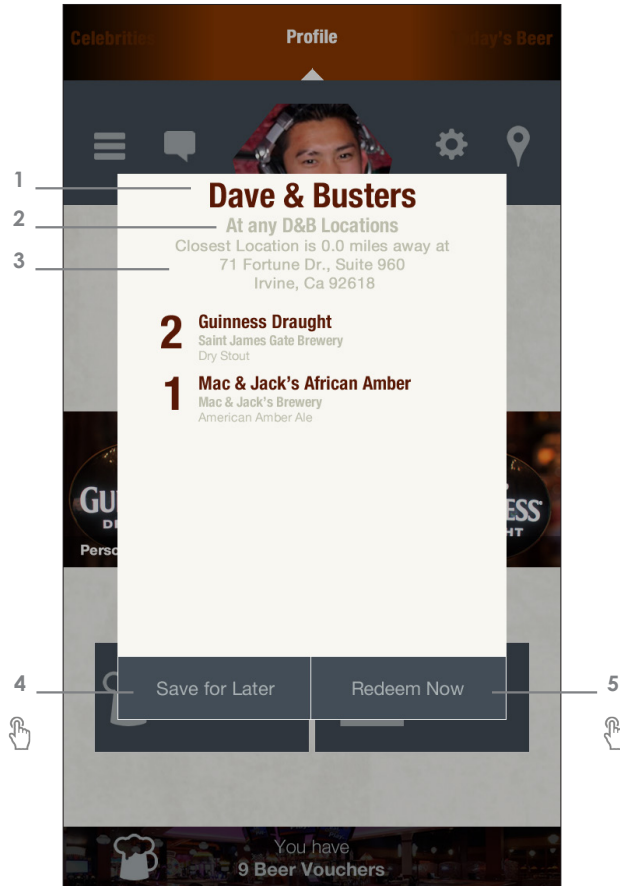 Celebrities
Profile
day's Beer
1
Dave & Busters
2
At any D&B Locations
Closest Location is 0.0 miles away at
3
71 Fortune Dr., Suite 960
Irvine, Ca 92618
2
Guinness Draught
Saint James Gate Brewery
Dry Stout
1
Mac & Jack's African Amber
Mac & Jack's Brewery
American Amber Ale
GU
ESS
D
HT
Perso
4
Save for Later
Redeem Now
5
You have
9 Beer Vouchers